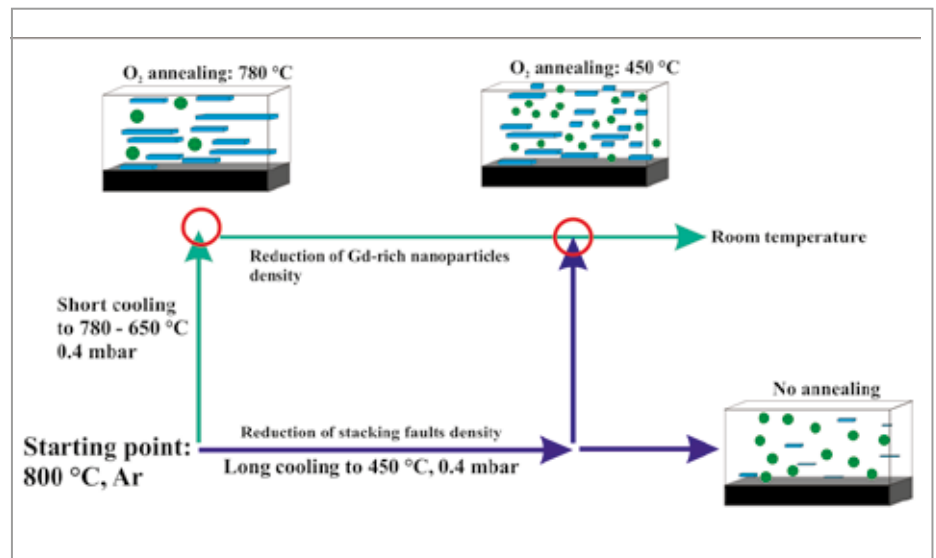 O₂ annealing: 780 °C
O₂ annealing: 450 °C
Reduction of Gd-rich nanoparticles
density
Room temperature
Short cooling
to 780 - 650 °C
0.4 mbar
No annealing
Starting point:
800 °C, Ar
Reduction of stacking faults density
Long cooling to 450 °C, 0.4 mbar